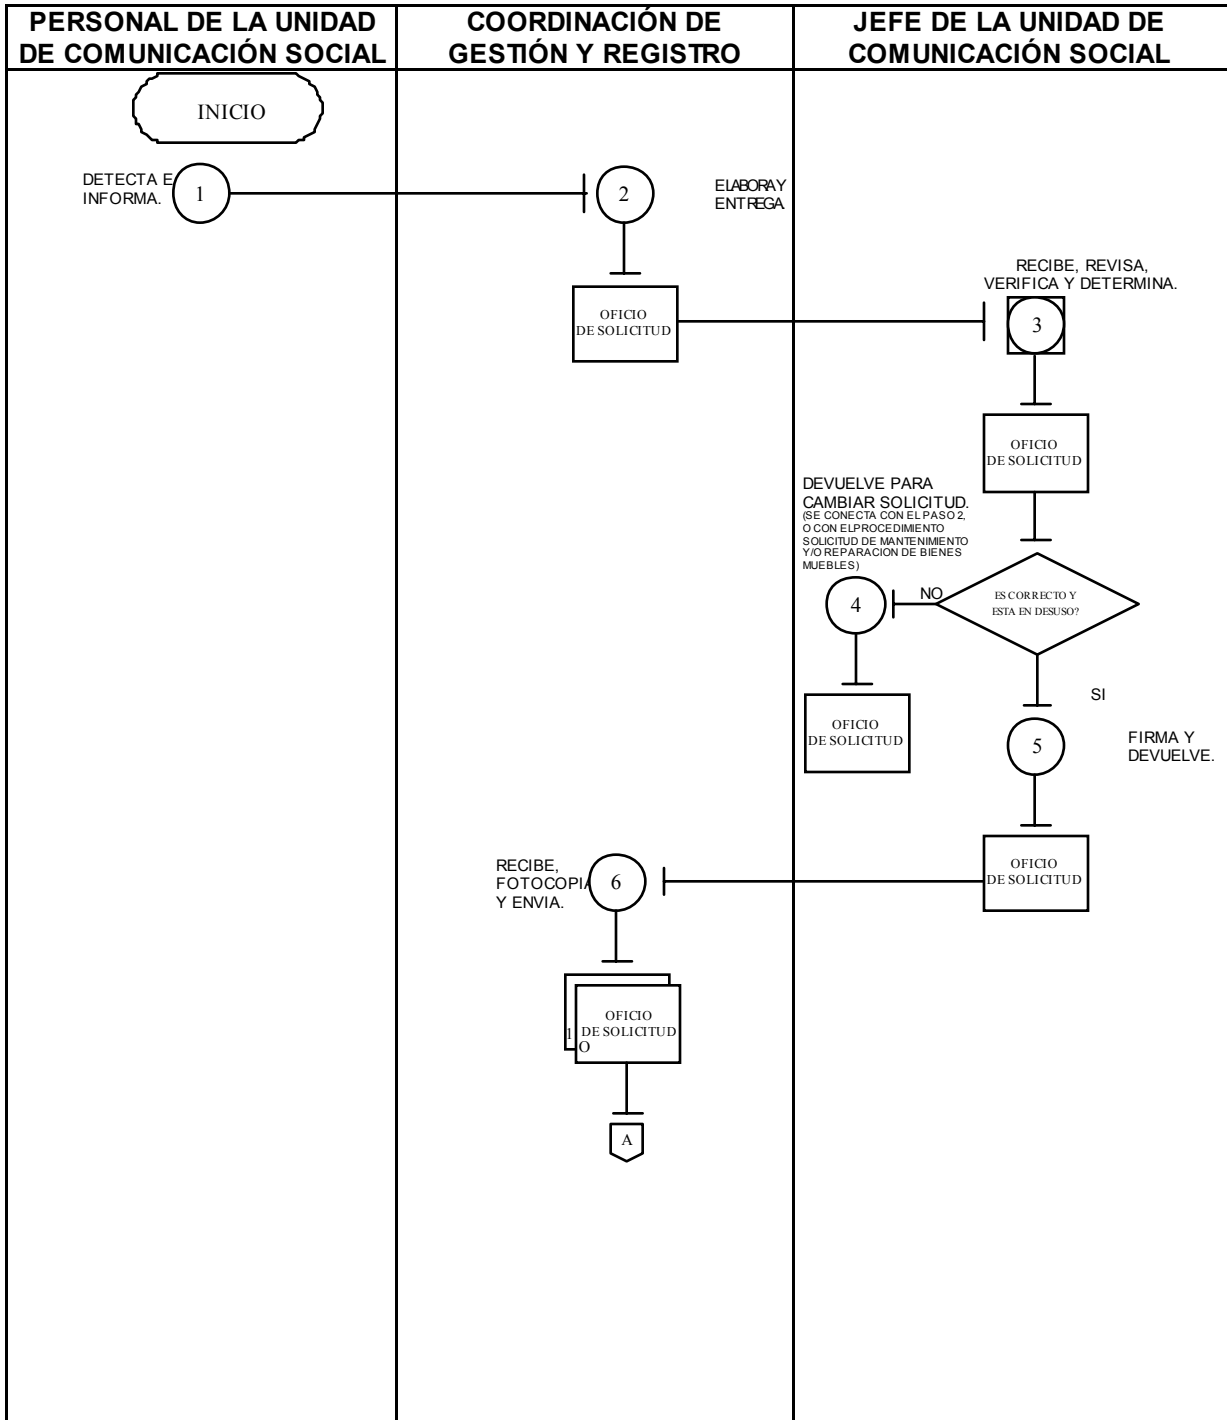 PERSONAL DE LA UNIDAD
DE COMUNICACIÓN SOCIAL
COORDINACIÓN DE
GESTIÓN Y REGISTRO
JEFE DE LA UNIDAD DE
COMUNICACIÓN SOCIAL
INICIO
DETECTA E
INFORMA.
1
2
ELABORA Y
ENTREGA
OFICIO
DE SOLICITUD
RECIBE, REVISA,
VERIFICA Y DETERMINA.
3
OFICIO
DE SOLICITUD
DEVUELVE PARA
CAMBIAR SOLICITUD.
(SE CONECTA CON EL PASO 2,
O CON EL PROCEDIMIENTO
SOLICITUD DE MANTENIMIENTO
Y/O REPARACION DE BIENES
MUEBLES)
4
NO
ES CORRECTO Y
ESTA EN DESUSO?
OFICIO
DE SOLICITUD
SI
5
FIRMA Y
DEVUELVE.
OFICIO
DE SOLICITUD
RECIBE,
FOTOCOPIA
Y ENVIA.
6
OFICIO
DE SOLICITUD
1
O
A